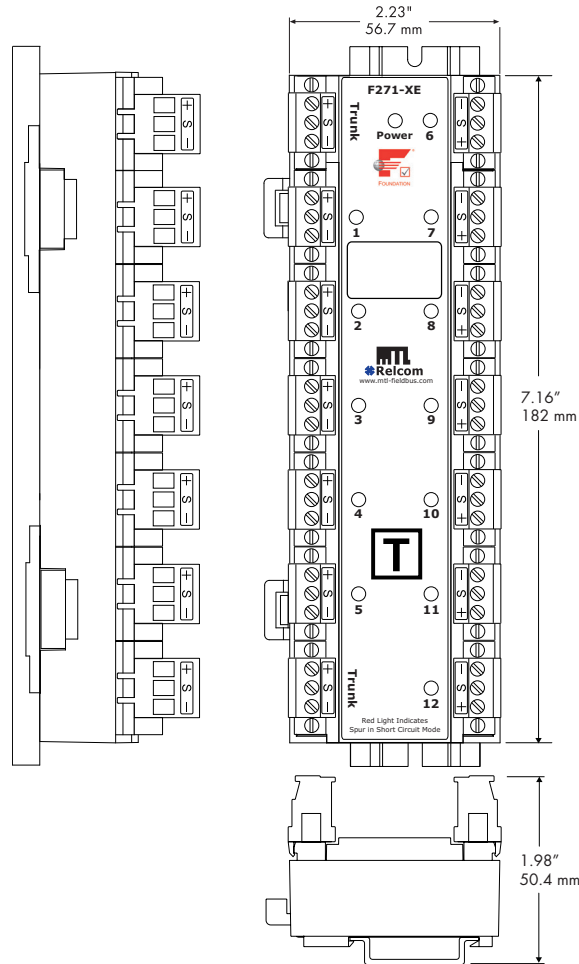 2.23"
56.7 mm
F271-XE
Trunk
Power 6
+ S − + S − − S +
FOUNDATION
1 7
+ S − + S − − S +
2 8
+ S − + S − − S +
MTL
Relcom
www.mtl-fieldbus.com
7.16"
182 mm
3 9
+ S − + S − − S +
4 10
+ S − + S − − S +
T
5 11
+ S − + S − − S +
Trunk
12
+ S − + S − − S +
Red Light Indicates
Spur in Short Circuit Mode
1.98"
50.4 mm